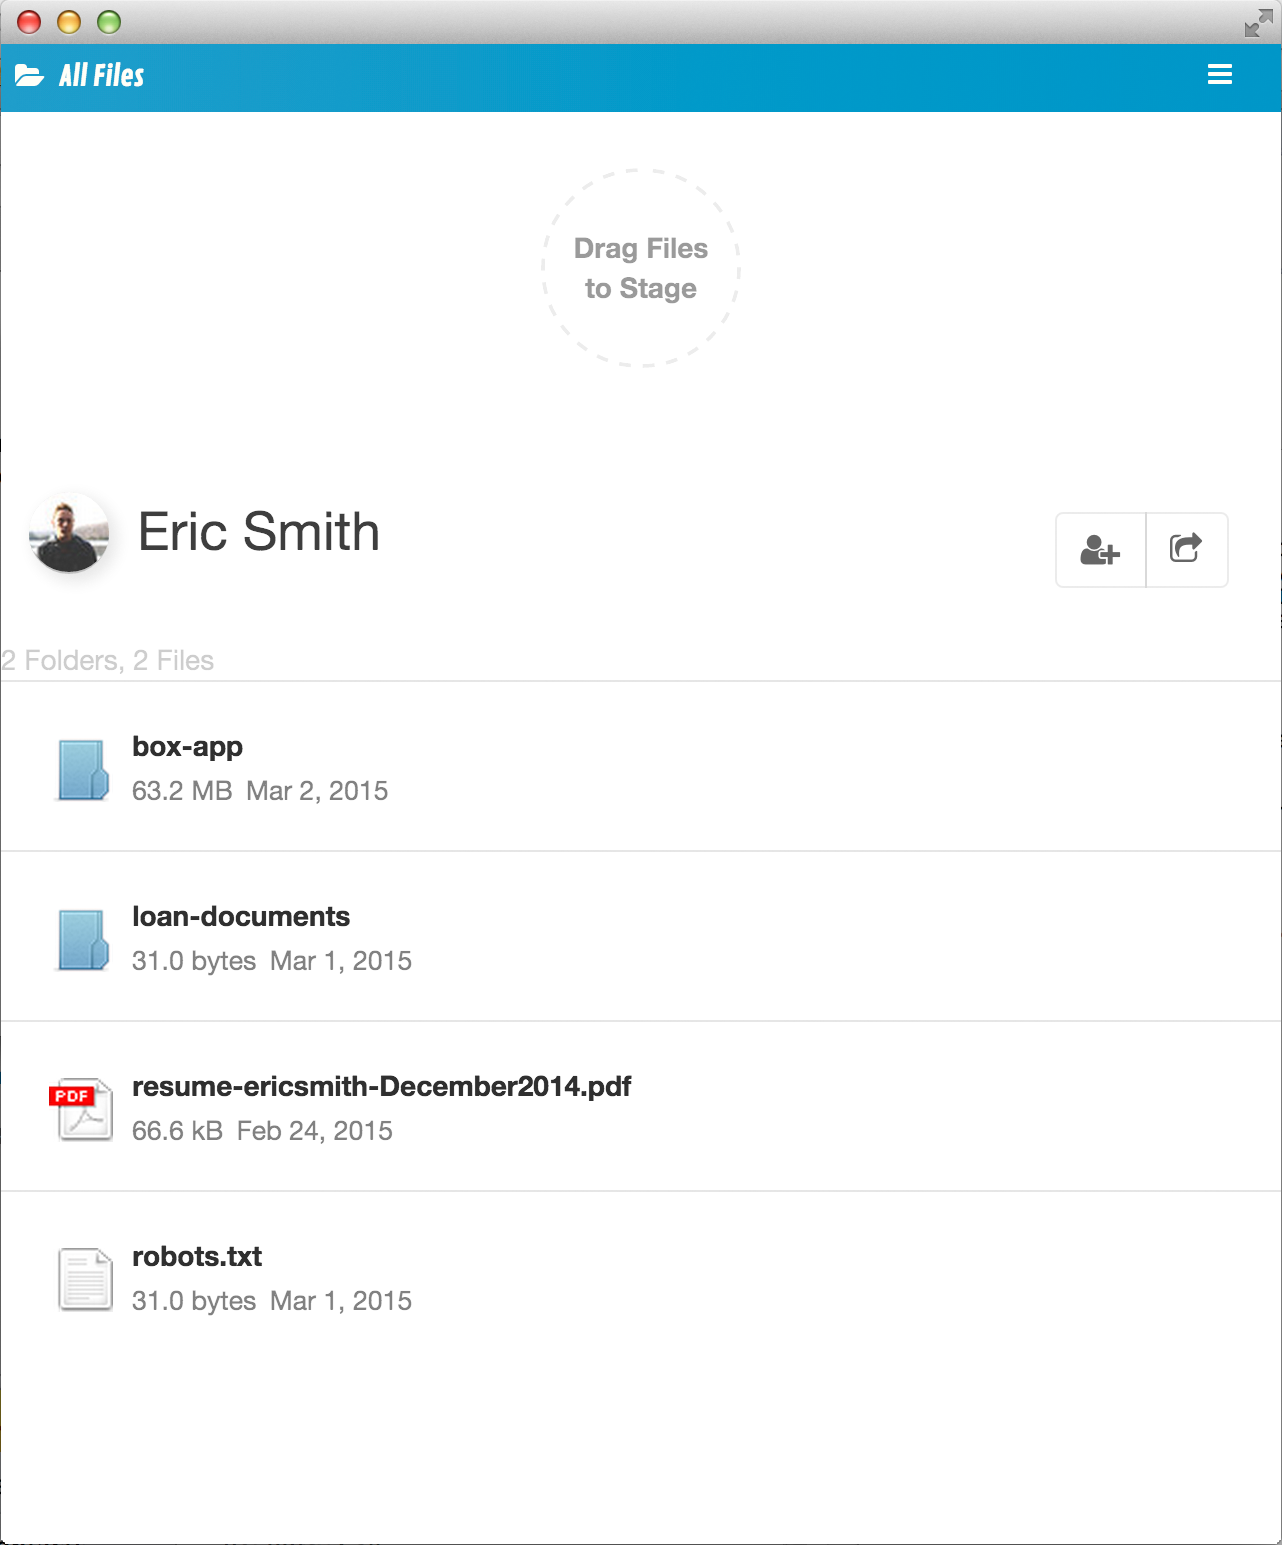 All Files
Drag Files
to Stage
Eric Smith
2 Folders, 2 Files
box-app
63.2 MB Mar 2, 2015
loan-documents
31.0 bytes Mar 1, 2015
PDF
resume-ericsmith-December2014.pdf
66.6 kB Feb 24, 2015
robots.txt
31.0 bytes Mar 1, 2015